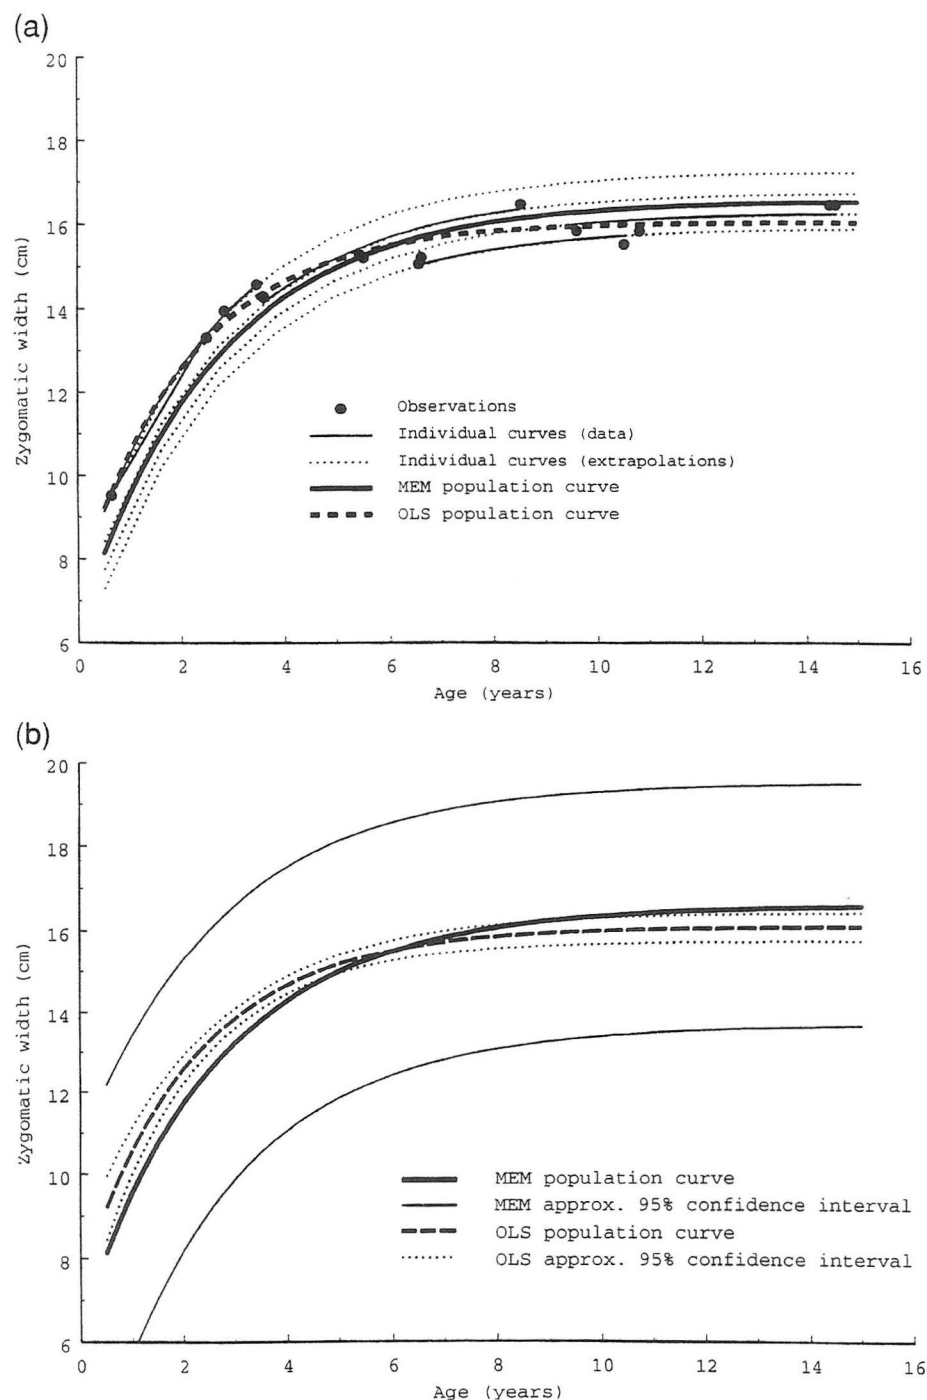 (a)
20
18
16
14
12
10
8
6
Zygomatic width (cm)
Observations
Individual curves (data)
Individual curves (extrapolations)
MEM population curve
OLS population curve
0 2 4 6 8 10 12 14 16
Age (years)
(b)
20
18
16
14
12
10
8
6
Zygomatic width (cm)
MEM population curve
MEM approx. 95% confidence interval
OLS population curve
OLS approx. 95% confidence interval
0 2 4 6 8 10 12 14 16
Age (years)